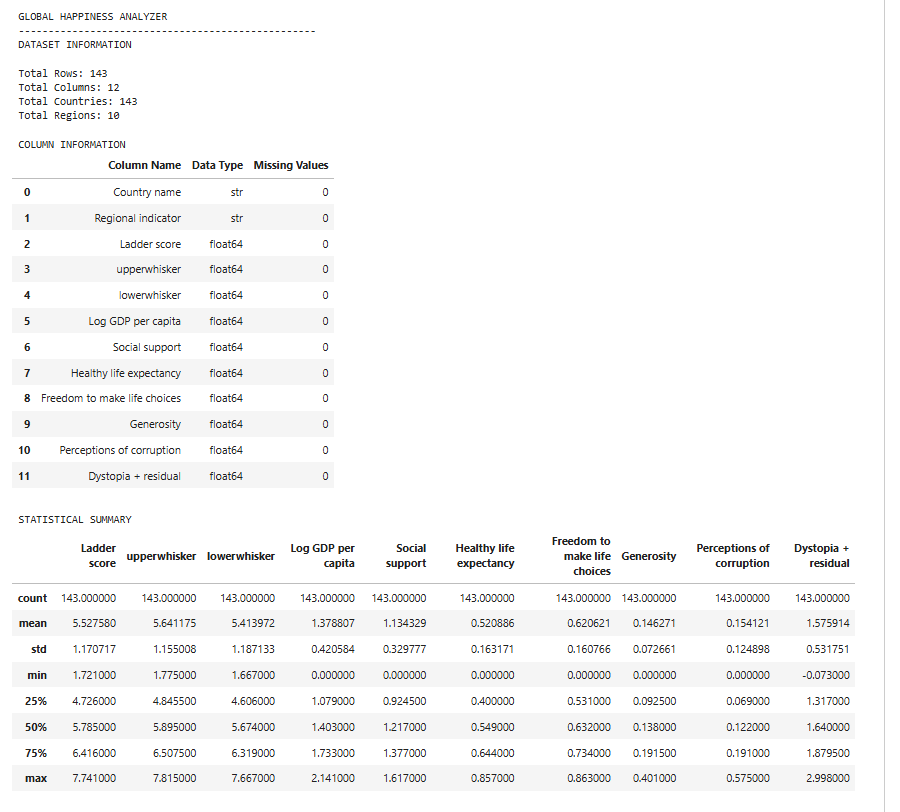 GLOBAL HAPPINESS ANALYZER
--------------------------------------------------
DATASET INFORMATION
Total Rows: 143
Total Columns: 12
Total Countries: 143
Total Regions: 10
COLUMN INFORMATION
Column Name Data Type Missing Values
0 Country name str 0
1 Regional indicator str 0
2 Ladder score float64 0
3 upperwhisker float64 0
4 lowerwhisker float64 0
5 Log GDP per capita float64 0
6 Social support float64 0
7 Healthy life expectancy float64 0
8 Freedom to make life choices float64 0
9 Generosity float64 0
10 Perceptions of corruption float64 0
11 Dystopia + residual float64 0
STATISTICAL SUMMARY
Ladder score upperwhisker lowerwhisker Log GDP per capita Social support Healthy life expectancy Freedom to make life choices Generosity Perceptions of corruption Dystopia + residual
count 143.000000 143.000000 143.000000 143.000000 143.000000 143.000000 143.000000 143.000000 143.000000 143.000000
mean 5.527580 5.641175 5.413972 1.378807 1.134329 0.520886 0.620621 0.146271 0.154121 1.575914
std 1.170717 1.155008 1.187133 0.420584 0.329777 0.163171 0.160766 0.072661 0.124898 0.531751
min 1.721000 1.775000 1.667000 0.000000 0.000000 0.000000 0.000000 0.000000 0.000000 -0.073000
25% 4.726000 4.845500 4.606000 1.079000 0.924500 0.400000 0.531000 0.092500 0.069000 1.317000
50% 5.785000 5.895000 5.674000 1.403000 1.217000 0.549000 0.632000 0.138000 0.122000 1.640000
75% 6.416000 6.507500 6.319000 1.733000 1.377000 0.644000 0.734000 0.191500 0.191000 1.879500
max 7.741000 7.815000 7.667000 2.141000 1.617000 0.857000 0.863000 0.401000 0.575000 2.998000